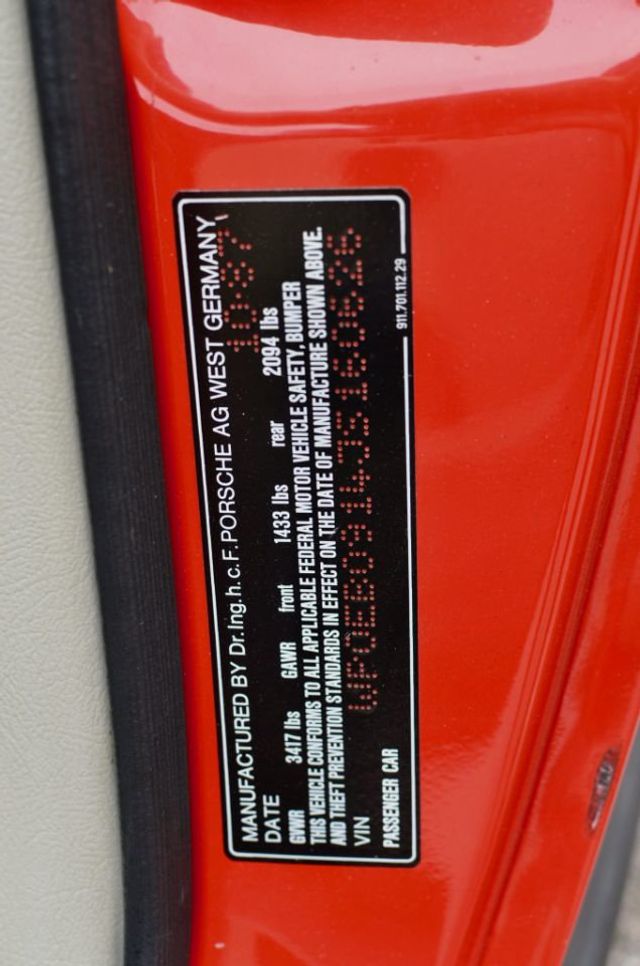 MANUFACTURED BY Dr.Ing.h.c.F. PORSCHE AG WEST GERMANY
DATE 10-87
GVWR 3417 lbs GAWR front 1433 lbs rear 2094 lbs
THIS VEHICLE CONFORMS TO ALL APPLICABLE FEDERAL MOTOR VEHICLE SAFETY, BUMPER
AND THEFT PREVENTION STANDARDS IN EFFECT ON THE DATE OF MANUFACTURE SHOWN ABOVE.
VIN WP0EB0914JS160626
PASSENGER CAR 911.701.112.29